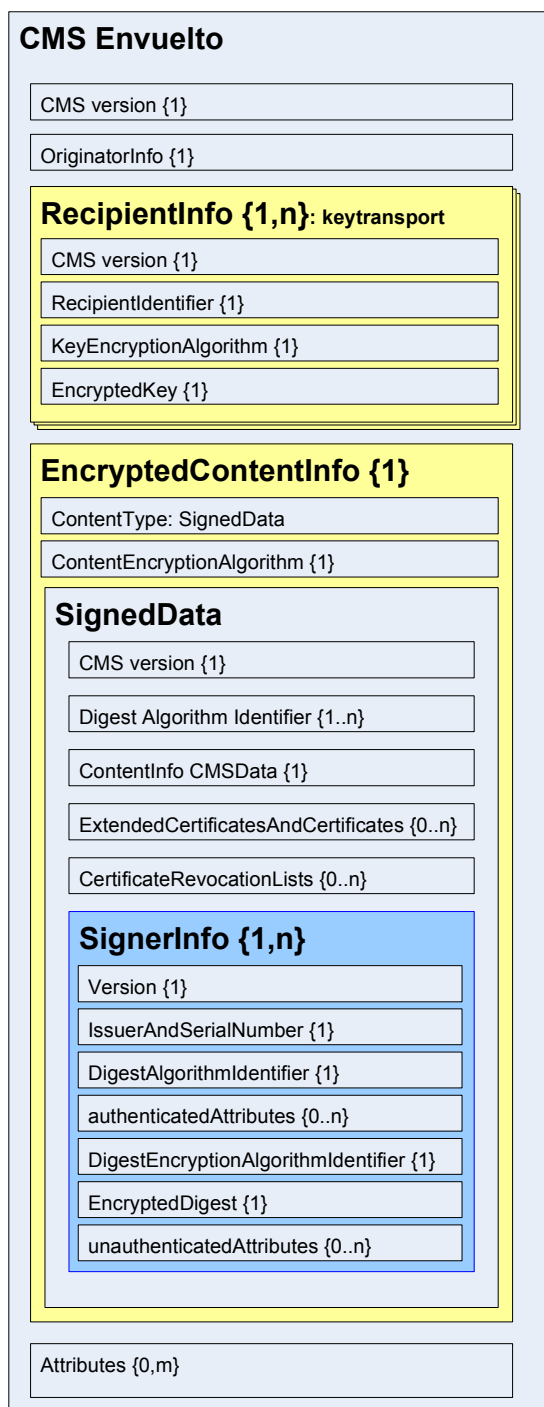 CMS Envuelto
CMS version {1}
OriginatorInfo {1}
RecipientInfo {1,n}: keytransport
CMS version {1}
RecipientIdentifier {1}
KeyEncryptionAlgorithm {1}
EncryptedKey {1}
EncryptedContentInfo {1}
ContentType: SignedData
ContentEncryptionAlgorithm {1}
SignedData
CMS version {1}
Digest Algorithm Identifier {1..n}
ContentInfo CMSData {1}
ExtendedCertificatesAndCertificates {0..n}
CertificateRevocationLists {0..n}
SignerInfo {1,n}
Version {1}
IssuerAndSerialNumber {1}
DigestAlgorithmIdentifier {1}
authenticatedAttributes {0..n}
DigestEncryptionAlgorithmIdentifier {1}
EncryptedDigest {1}
unauthenticatedAttributes {0..n}
Attributes {0,m}